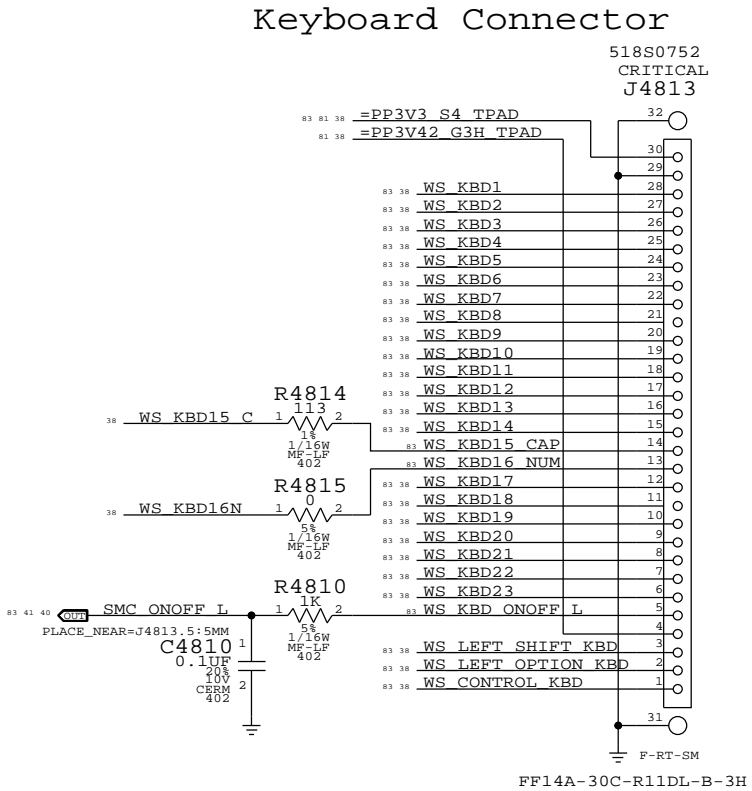 Keyboard Connector
518S0752
CRITICAL
J4813
83 81 38 =PP3V3_S4_TPAD
81 38 =PP3V42_G3H_TPAD
32
30
29
83 38 WS_KBD1 28
83 38 WS_KBD2 27
83 38 WS_KBD3 26
83 38 WS_KBD4 25
83 38 WS_KBD5 24
83 38 WS_KBD6 23
83 38 WS_KBD7 22
83 38 WS_KBD8 21
83 38 WS_KBD9 20
83 38 WS_KBD10 19
83 38 WS_KBD11 18
83 38 WS_KBD12 17
83 38 WS_KBD13 16
83 38 WS_KBD14 15
83 WS_KBD15_CAP 14
83 WS_KBD16_NUM 13
83 38 WS_KBD17 12
83 38 WS_KBD18 11
83 38 WS_KBD19 10
83 38 WS_KBD20 9
83 38 WS_KBD21 8
83 38 WS_KBD22 7
83 38 WS_KBD23 6
83 WS_KBD_ONOFF_L 5
4
83 38 WS_LEFT_SHIFT_KBD 3
83 38 WS_LEFT_OPTION_KBD 2
83 38 WS_CONTROL_KBD 1
31
F-RT-SM
FF14A-30C-R11DL-B-3H
R4814
113
38 WS_KBD15_C 1 2
1%
1/16W
MF-LF
402
R4815
0
38 WS_KBD16N 1 2
5%
1/16W
MF-LF
402
R4810
1K
83 41 40 OUT SMC_ONOFF_L 1 2
5%
1/16W
MF-LF
402
PLACE_NEAR=J4813.5:5MM
C4810 1
0.1UF
20%
10V 2
CERM
402